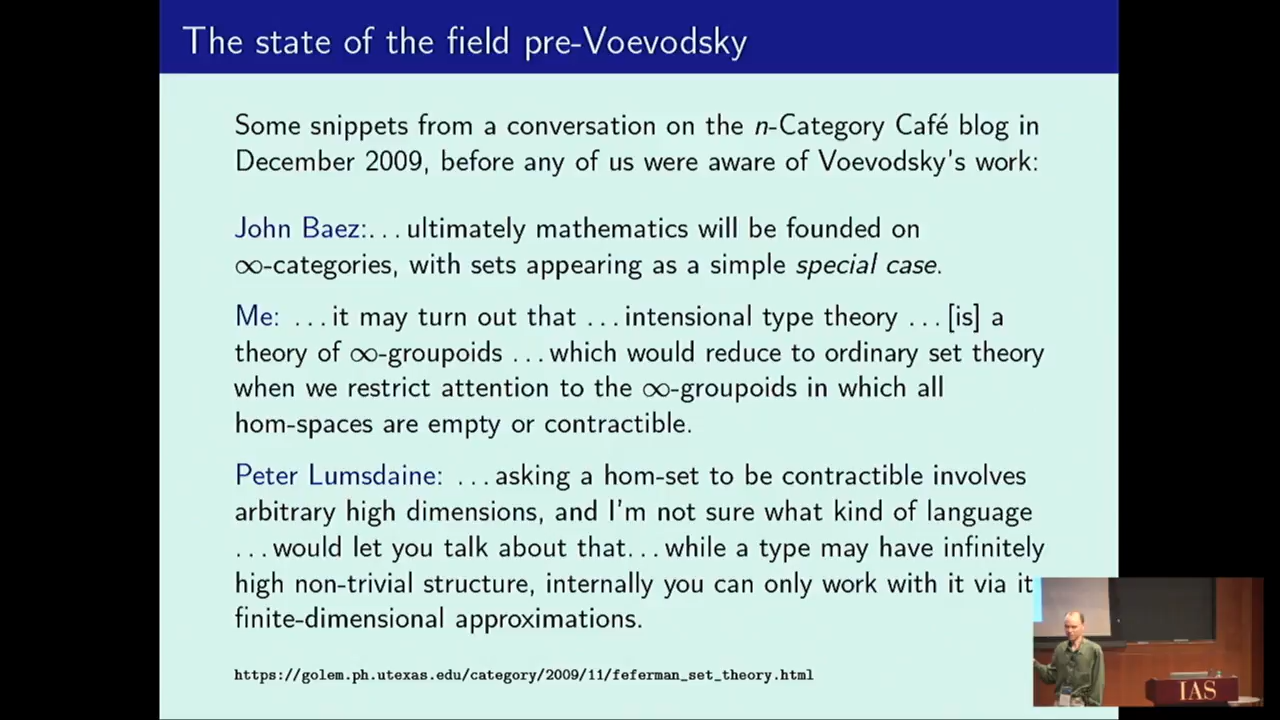 The state of the field pre-Voevodsky
Some snippets from a conversation on the n-Category Café blog in
December 2009, before any of us were aware of Voevodsky's work:
John Baez:...ultimately mathematics will be founded on
∞-categories, with sets appearing as a simple special case.
Me: ...it may turn out that ...intensional type theory ...[is] a
theory of ∞-groupoids ...which would reduce to ordinary set theory
when we restrict attention to the ∞-groupoids in which all
hom-spaces are empty or contractible.
Peter Lumsdaine: ...asking a hom-set to be contractible involves
arbitrary high dimensions, and I'm not sure what kind of language
...would let you talk about that...while a type may have infinitely
high non-trivial structure, internally you can only work with it via it
finite-dimensional approximations.
https://golem.ph.utexas.edu/category/2009/11/feferman_set_theory.html
IAS